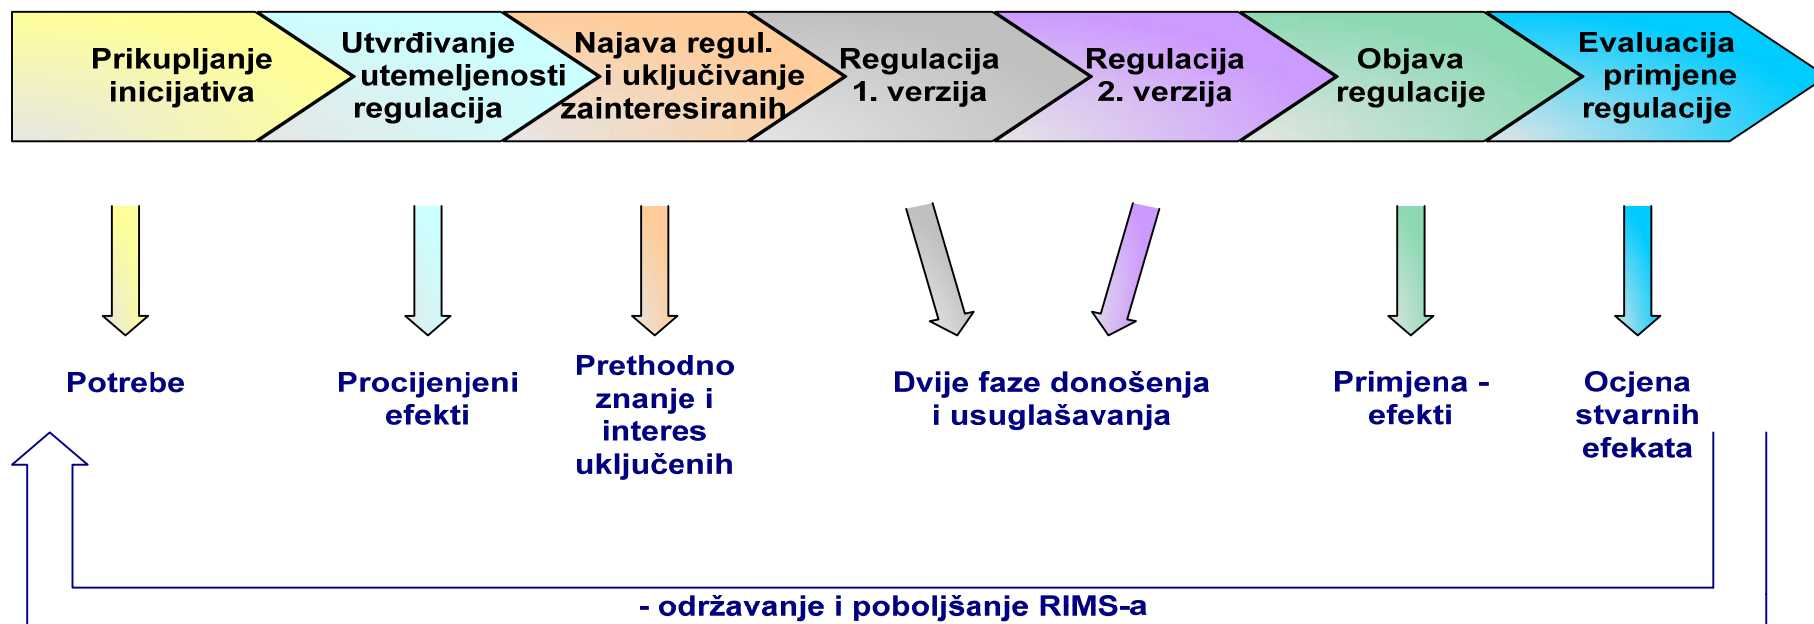 Prikupljanje
inicijativa
Utvrđivanje
utemeljenosti
regulacija
Najava regul.
i uključivanje
zainteresiranih
Regulacija
1. verzija
Regulacija
2. verzija
Objava
regulacije
Evaluacija
primjene
regulacije
Potrebe
Procijenjeni
efekti
Prethodno
znanje i
interes
uključenih
Dvije faze donošenja
i usuglašavanja
Primjena -
efekti
Ocjena
stvarnih
efekata
- održavanje i poboljšanje RIMS-a